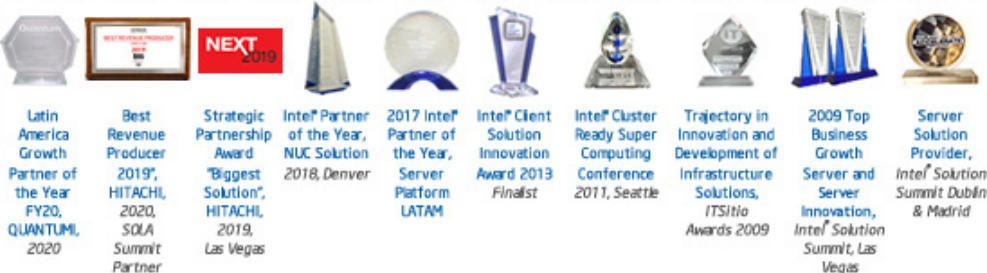 Quantum
BEST REVENUE PRODUCER
2019
NEXT
2019
Latin
America
Growth
Partner of
the Year
FY20,
QUANTUMI,
2020
Best
Revenue
Producer
2019",
HITACHI,
2020,
SOLA
Summit
Partner
Strategic
Partnership
Award
"Biggest
Solution",
HITACHI,
2019,
Las Vegas
Intel® Partner
of the Year,
NUC Solution
2018, Denver
2017 Intel®
Partner of
the Year,
Server
Platform
LATAM
Intel® Client
Solution
Innovation
Award 2013
Finalist
Intel® Cluster
Ready Super
Computing
Conference
2011, Seattle
Trajectory in
Innovation and
Development of
Infrastructure
Solutions,
ITSitio
Awards 2009
2009 Top
Business
Growth
Server and
Server
Innovation,
Intel® Solution
Summit, Las
Vegas
Server
Solution
Provider,
Intel® Solution
Summit Dublin
& Madrid